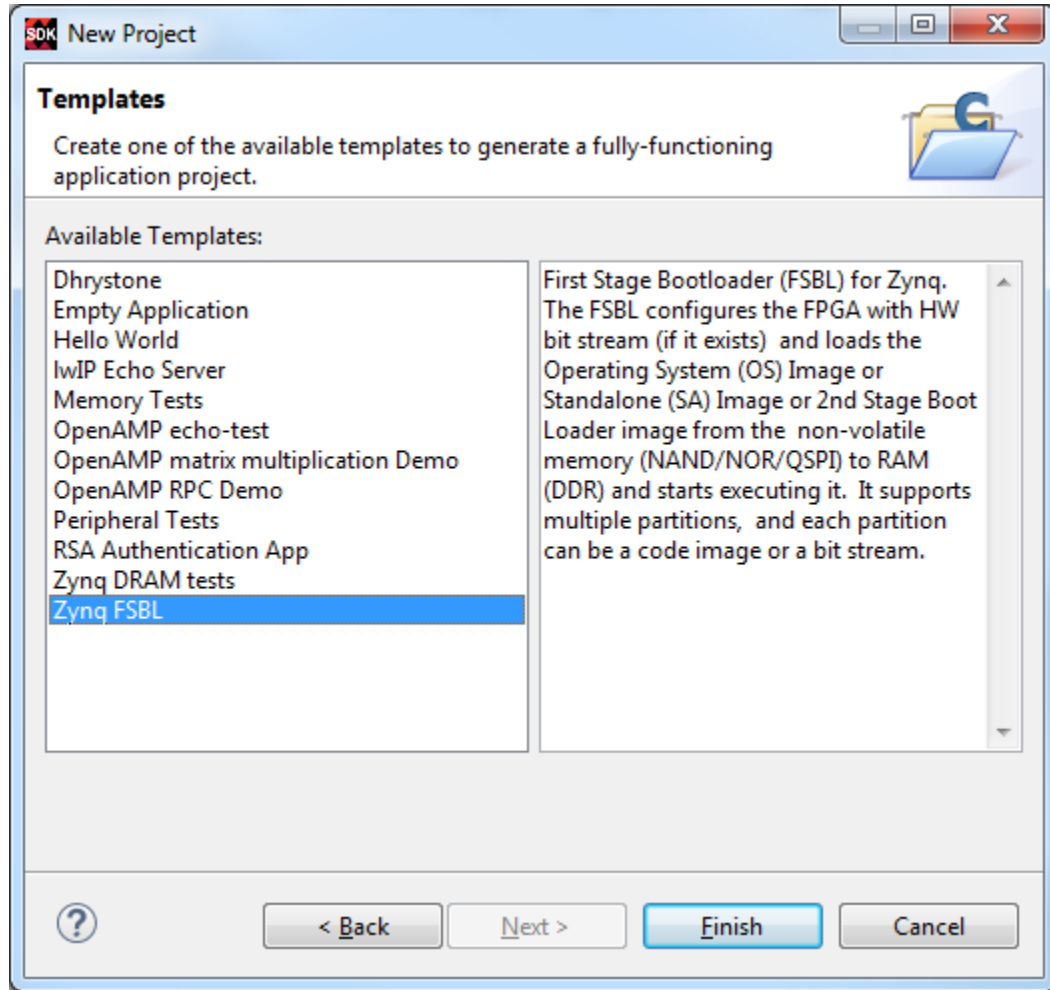 SDK New Project
Templates
Create one of the available templates to generate a fully-functioning
application project.
C
Available Templates:
Dhrystone
Empty Application
Hello World
lwIP Echo Server
Memory Tests
OpenAMP echo-test
OpenAMP matrix multiplication Demo
OpenAMP RPC Demo
Peripheral Tests
RSA Authentication App
Zynq DRAM tests
Zynq FSBL
First Stage Bootloader (FSBL) for Zynq.
The FSBL configures the FPGA with HW
bit stream (if it exists)  and loads the
Operating System (OS) Image or
Standalone (SA) Image or 2nd Stage Boot
Loader image from the  non-volatile
memory (NAND/NOR/QSPI) to RAM
(DDR) and starts executing it.  It supports
multiple partitions,  and each partition
can be a code image or a bit stream.
?
< Back
Next >
Finish
Cancel